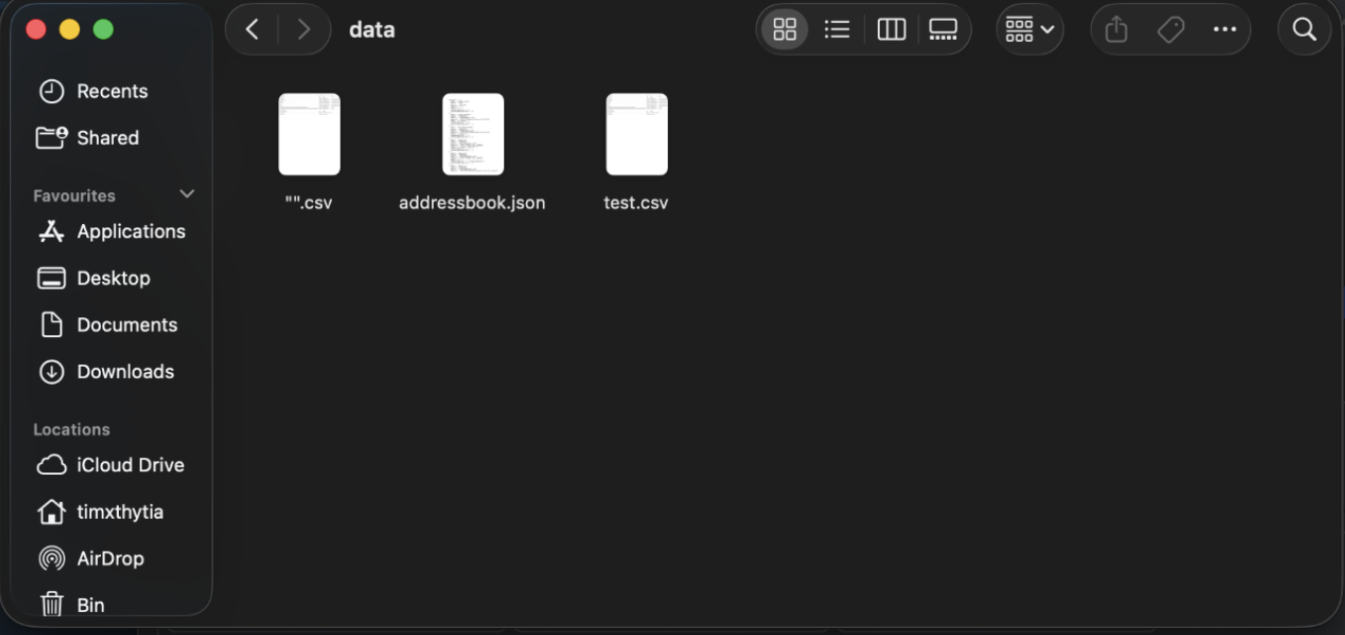 data
Recents
Shared
Favourites
Applications
Desktop
Documents
Downloads
Locations
iCloud Drive
timxthytia
AirDrop
Bin
"".csv
addressbook.json
test.csv